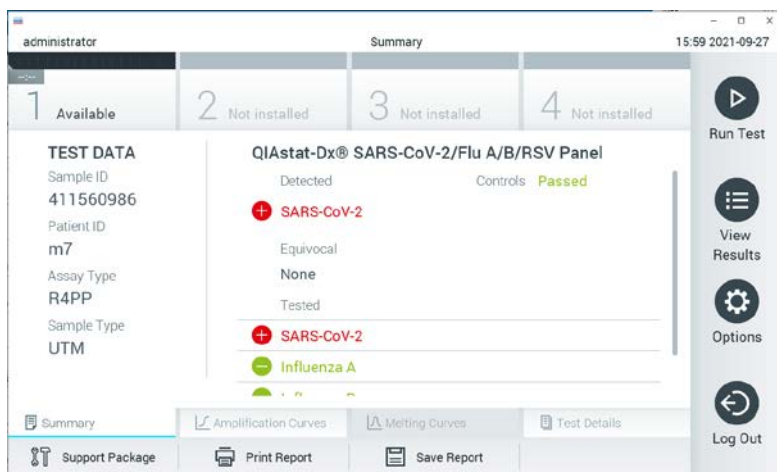 administrator Summary 15:59 2021-09-27
1 Available 2 Not installed 3 Not installed 4 Not installed
Run Test
TEST DATA
Sample ID
411560986
Patient ID
m7
Assay Type
R4PP
Sample Type
UTM
QIAstat-Dx® SARS-CoV-2/Flu A/B/RSV Panel
Detected Controls Passed
SARS-CoV-2
Equivocal
None
Tested
SARS-CoV-2
Influenza A
View
Results
Options
Log Out
Summary Amplification Curves Melting Curves Test Details
Support Package Print Report Save Report